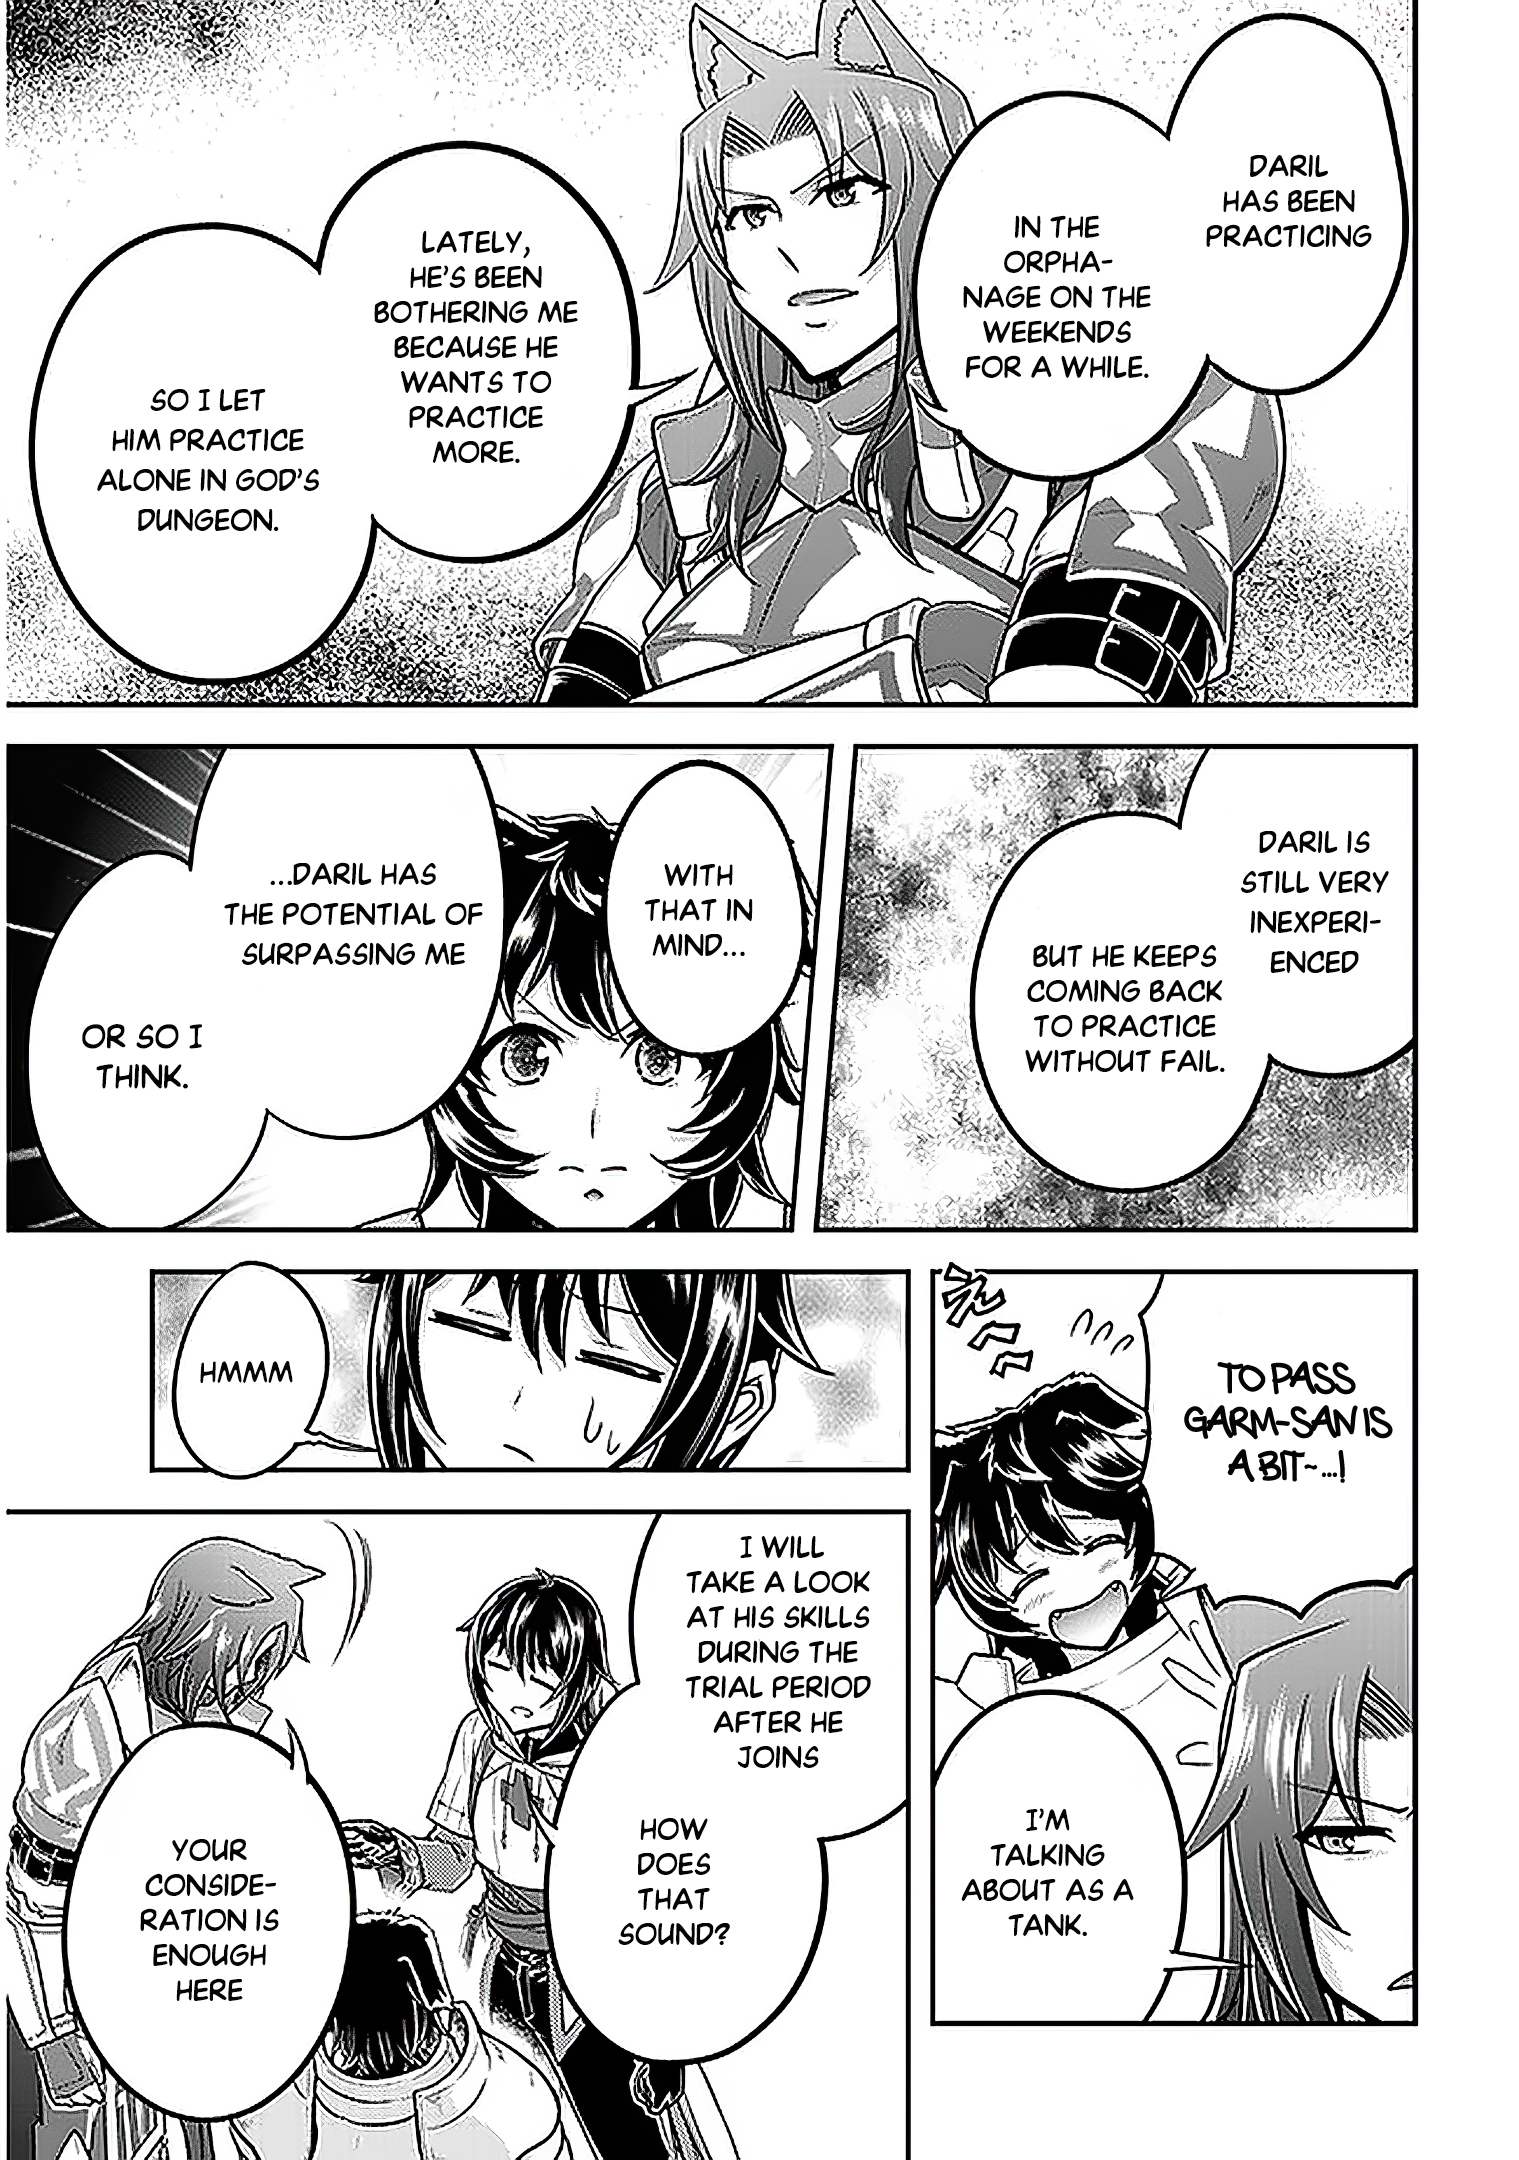 DARIL
HAS BEEN
PRACTICING
IN THE
ORPHA-
NAGE ON THE
WEEKENDS
FOR A WHILE.
LATELY,
HE'S BEEN
BOTHERING ME
BECAUSE HE
WANTS TO
PRACTICE
MORE.
SO I LET
HIM PRACTICE
ALONE IN GOD'S
DUNGEON.
DARIL IS
STILL VERY
INEXPERI-
ENCED
BUT HE KEEPS
COMING BACK
TO PRACTICE
WITHOUT FAIL.
WITH
THAT IN
MIND...
...DARIL HAS
THE POTENTIAL OF
SURPASSING ME
OR SO I
THINK.
TO PASS
GARM-SAN IS
A BIT~...!
I'M
TALKING
ABOUT AS A
TANK.
HMMM
I WILL
TAKE A LOOK
AT HIS SKILLS
DURING THE
TRIAL PERIOD
AFTER HE
JOINS
HOW
DOES
THAT
SOUND?
YOUR
CONSIDE-
RATION IS
ENOUGH
HERE